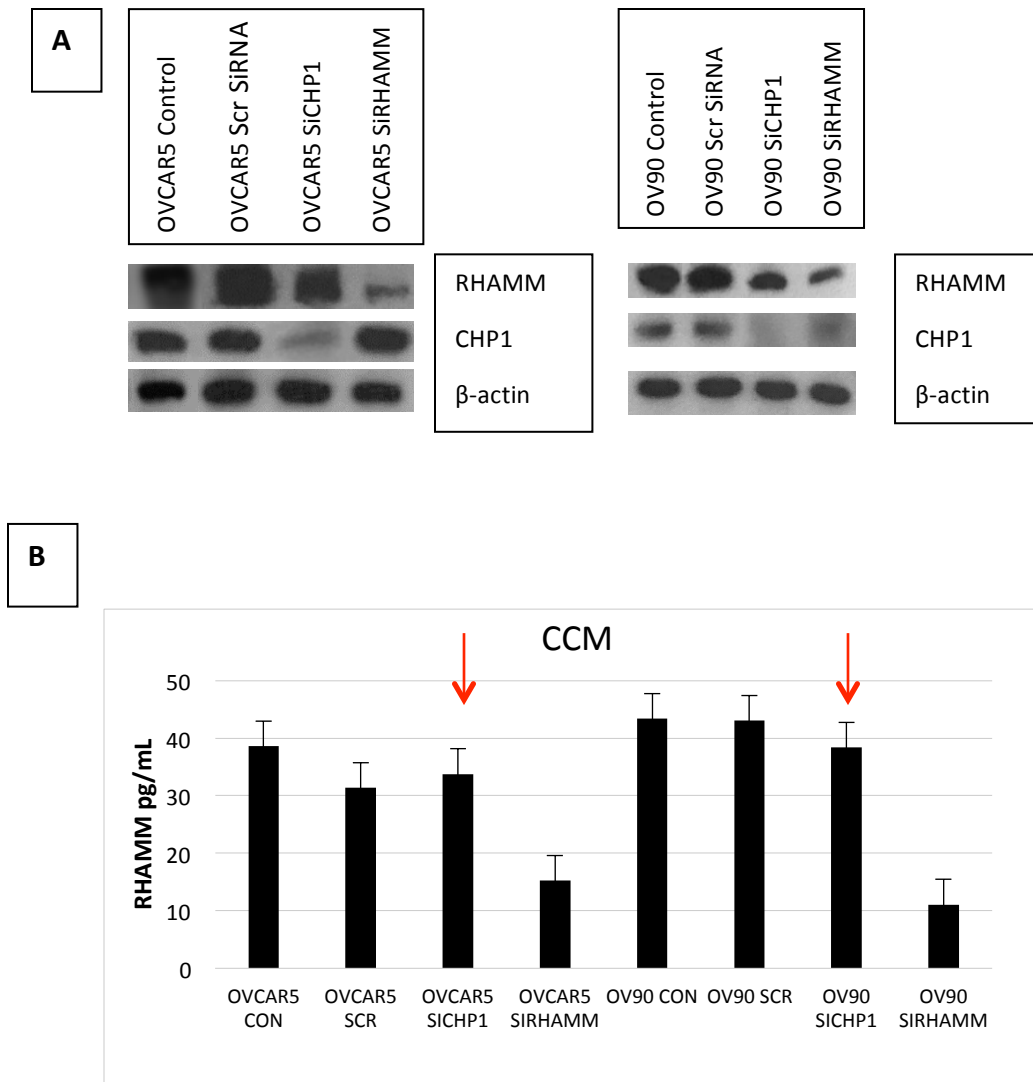 A
OVCAR5 Control
OVCAR5 Scr SiRNA
OVCAR5 SiCHP1
OVCAR5 SiRHAMM
OV90 Control
OV90 Scr SiRNA
OV90 SiCHP1
OV90 SiRHAMM
RHAMM
CHP1
β-actin
RHAMM
CHP1
β-actin
B
CCM
RHAMM pg/mL
50
40
30
20
10
0
OVCAR5
CON
OVCAR5
SCR
OVCAR5
SICHP1
OVCAR5
SIRHAMM
OV90 CON
OV90 SCR
OV90
SICHP1
OV90
SIRHAMM